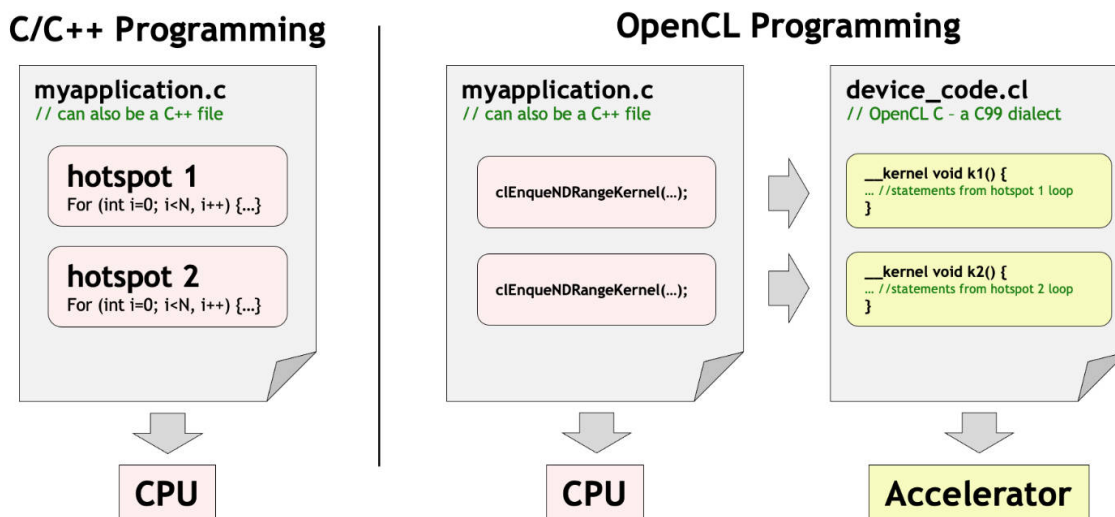 C/C++ Programming
myapplication.c
// can also be a C++ file
hotspot 1
For (int i=0; i<N, i++) {...}
hotspot 2
For (int i=0; i<N, i++) {...}
CPU
OpenCL Programming
myapplication.c
// can also be a C++ file
clEnqueNDRangeKernel(...);
clEnqueNDRangeKernel(...);
CPU
device_code.cl
// OpenCL C – a C99 dialect
__kernel void k1() {
... //statements from hotspot 1 loop
}
__kernel void k2() {
... //statements from hotspot 2 loop
}
Accelerator